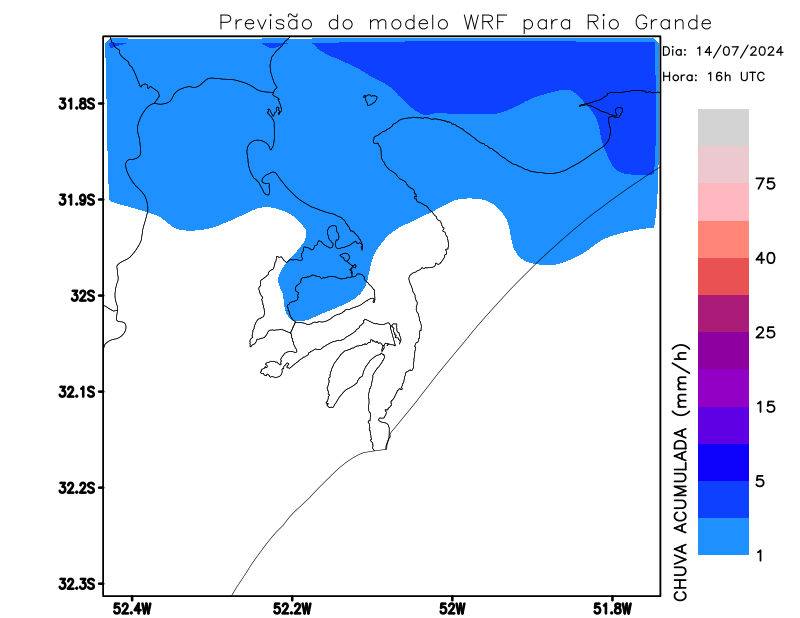 Previsão do modelo WRF para Rio Grande
Dia: 14/07/2024
Hora: 16h UTC
31.8S
31.9S
32S
32.1S
32.2S
32.3S
52.4W
52.2W
52W
51.8W
75
40
25
15
5
1
CHUVA ACUMULADA (mm/h)